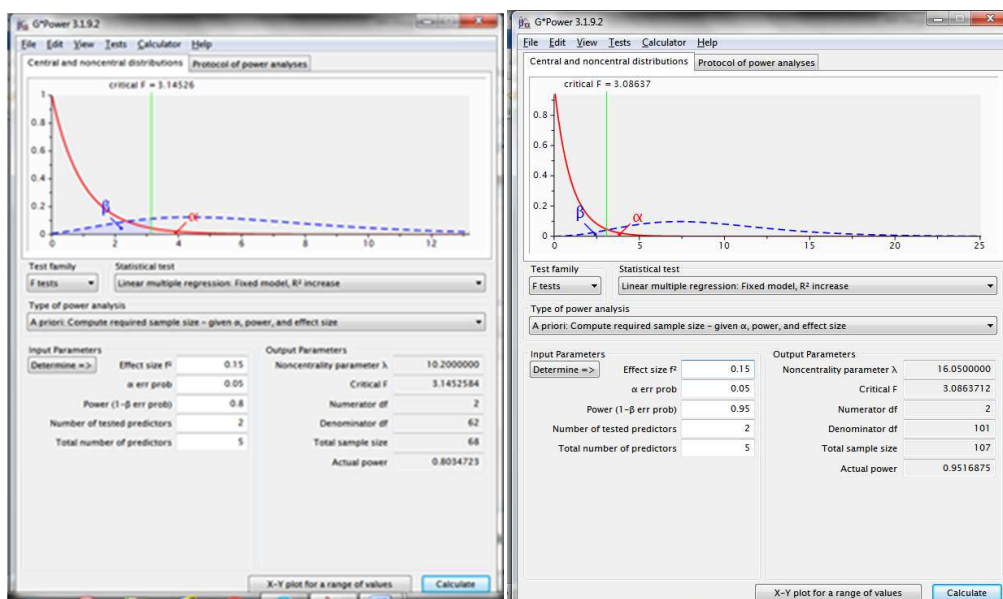 G*Power 3.1.9.2
File Edit View Tests Calculator Help
Central and noncentral distributions Protocol of power analyses
critical F = 3.14526
1
0.8
0.6
0.4
0.2
0
β
α
0 2 4 6 8 10 12
Test family Statistical test
F tests Linear multiple regression: Fixed model, R² increase
Type of power analysis
A priori: Compute required sample size – given α, power, and effect size
Input Parameters Output Parameters
Determine => Effect size f² 0.15 Noncentrality parameter λ 10.2000000
α err prob 0.05 Critical F 3.1452584
Power (1-β err prob) 0.8 Numerator df 2
Number of tested predictors 2 Denominator df 62
Total number of predictors 5 Total sample size 68
Actual power 0.8034723
X-Y plot for a range of values Calculate
G*Power 3.1.9.2
File Edit View Tests Calculator Help
Central and noncentral distributions Protocol of power analyses
critical F = 3.08637
0.8
0.6
0.4
0.2
0
β
α
0 5 10 15 20 25
Test family Statistical test
F tests Linear multiple regression: Fixed model, R² increase
Type of power analysis
A priori: Compute required sample size – given α, power, and effect size
Input Parameters Output Parameters
Determine => Effect size f² 0.15 Noncentrality parameter λ 16.0500000
α err prob 0.05 Critical F 3.0863712
Power (1-β err prob) 0.95 Numerator df 2
Number of tested predictors 2 Denominator df 101
Total number of predictors 5 Total sample size 107
Actual power 0.9516875
X-Y plot for a range of values Calculate